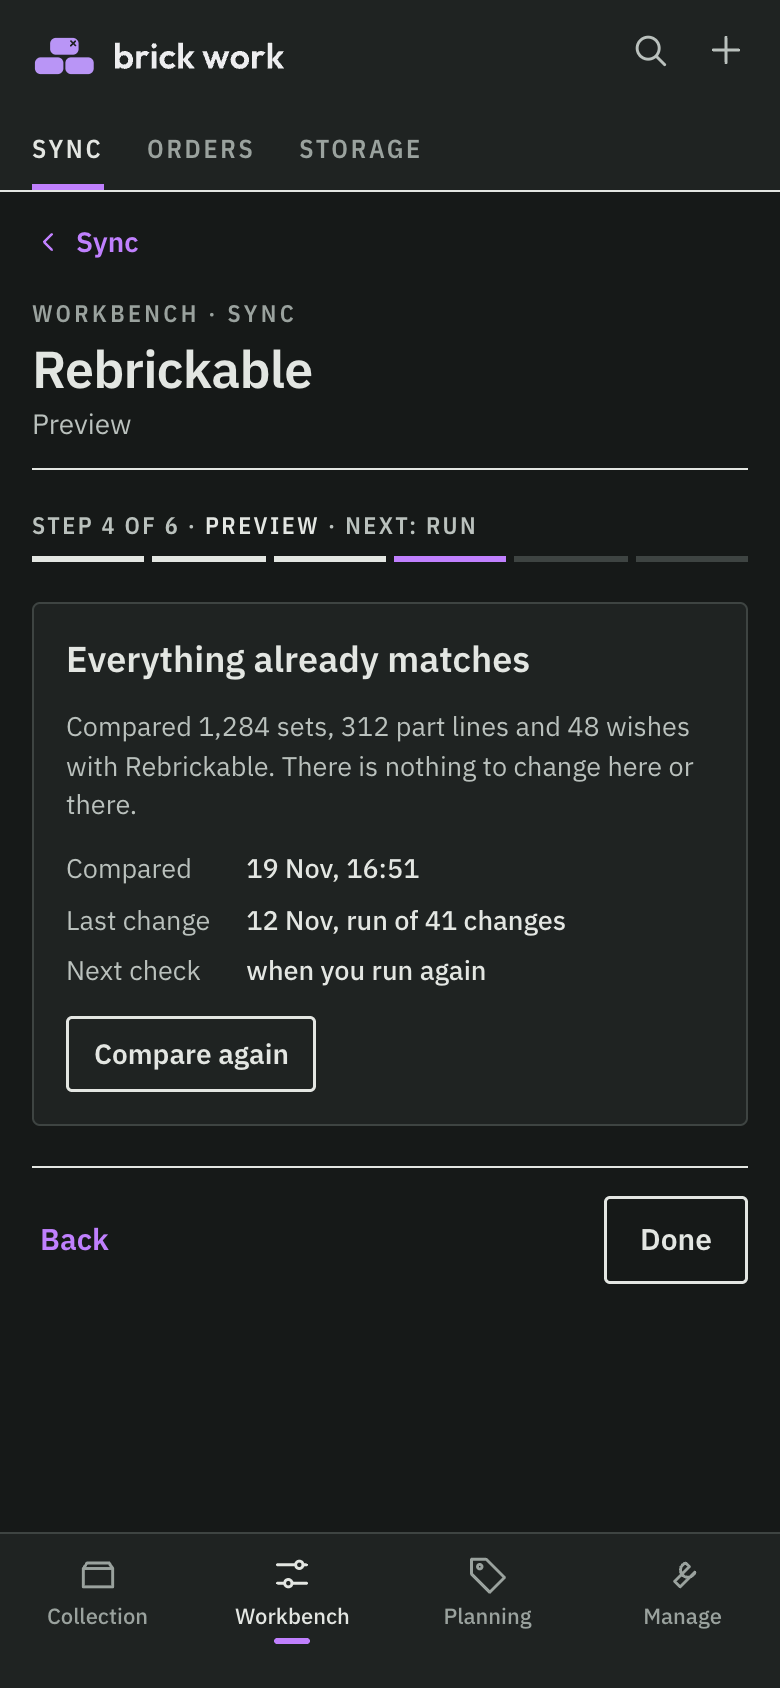 brick work
SYNC ORDERS STORAGE
Sync
WORKBENCH · SYNC
Rebrickable
Preview
STEP 4 OF 6 · PREVIEW · NEXT: RUN
Everything already matches
Compared 1,284 sets, 312 part lines and 48 wishes
with Rebrickable. There is nothing to change here or
there.
Compared 19 Nov, 16:51
Last change 12 Nov, run of 41 changes
Next check when you run again
Compare again
Back Done
Collection Workbench Planning Manage